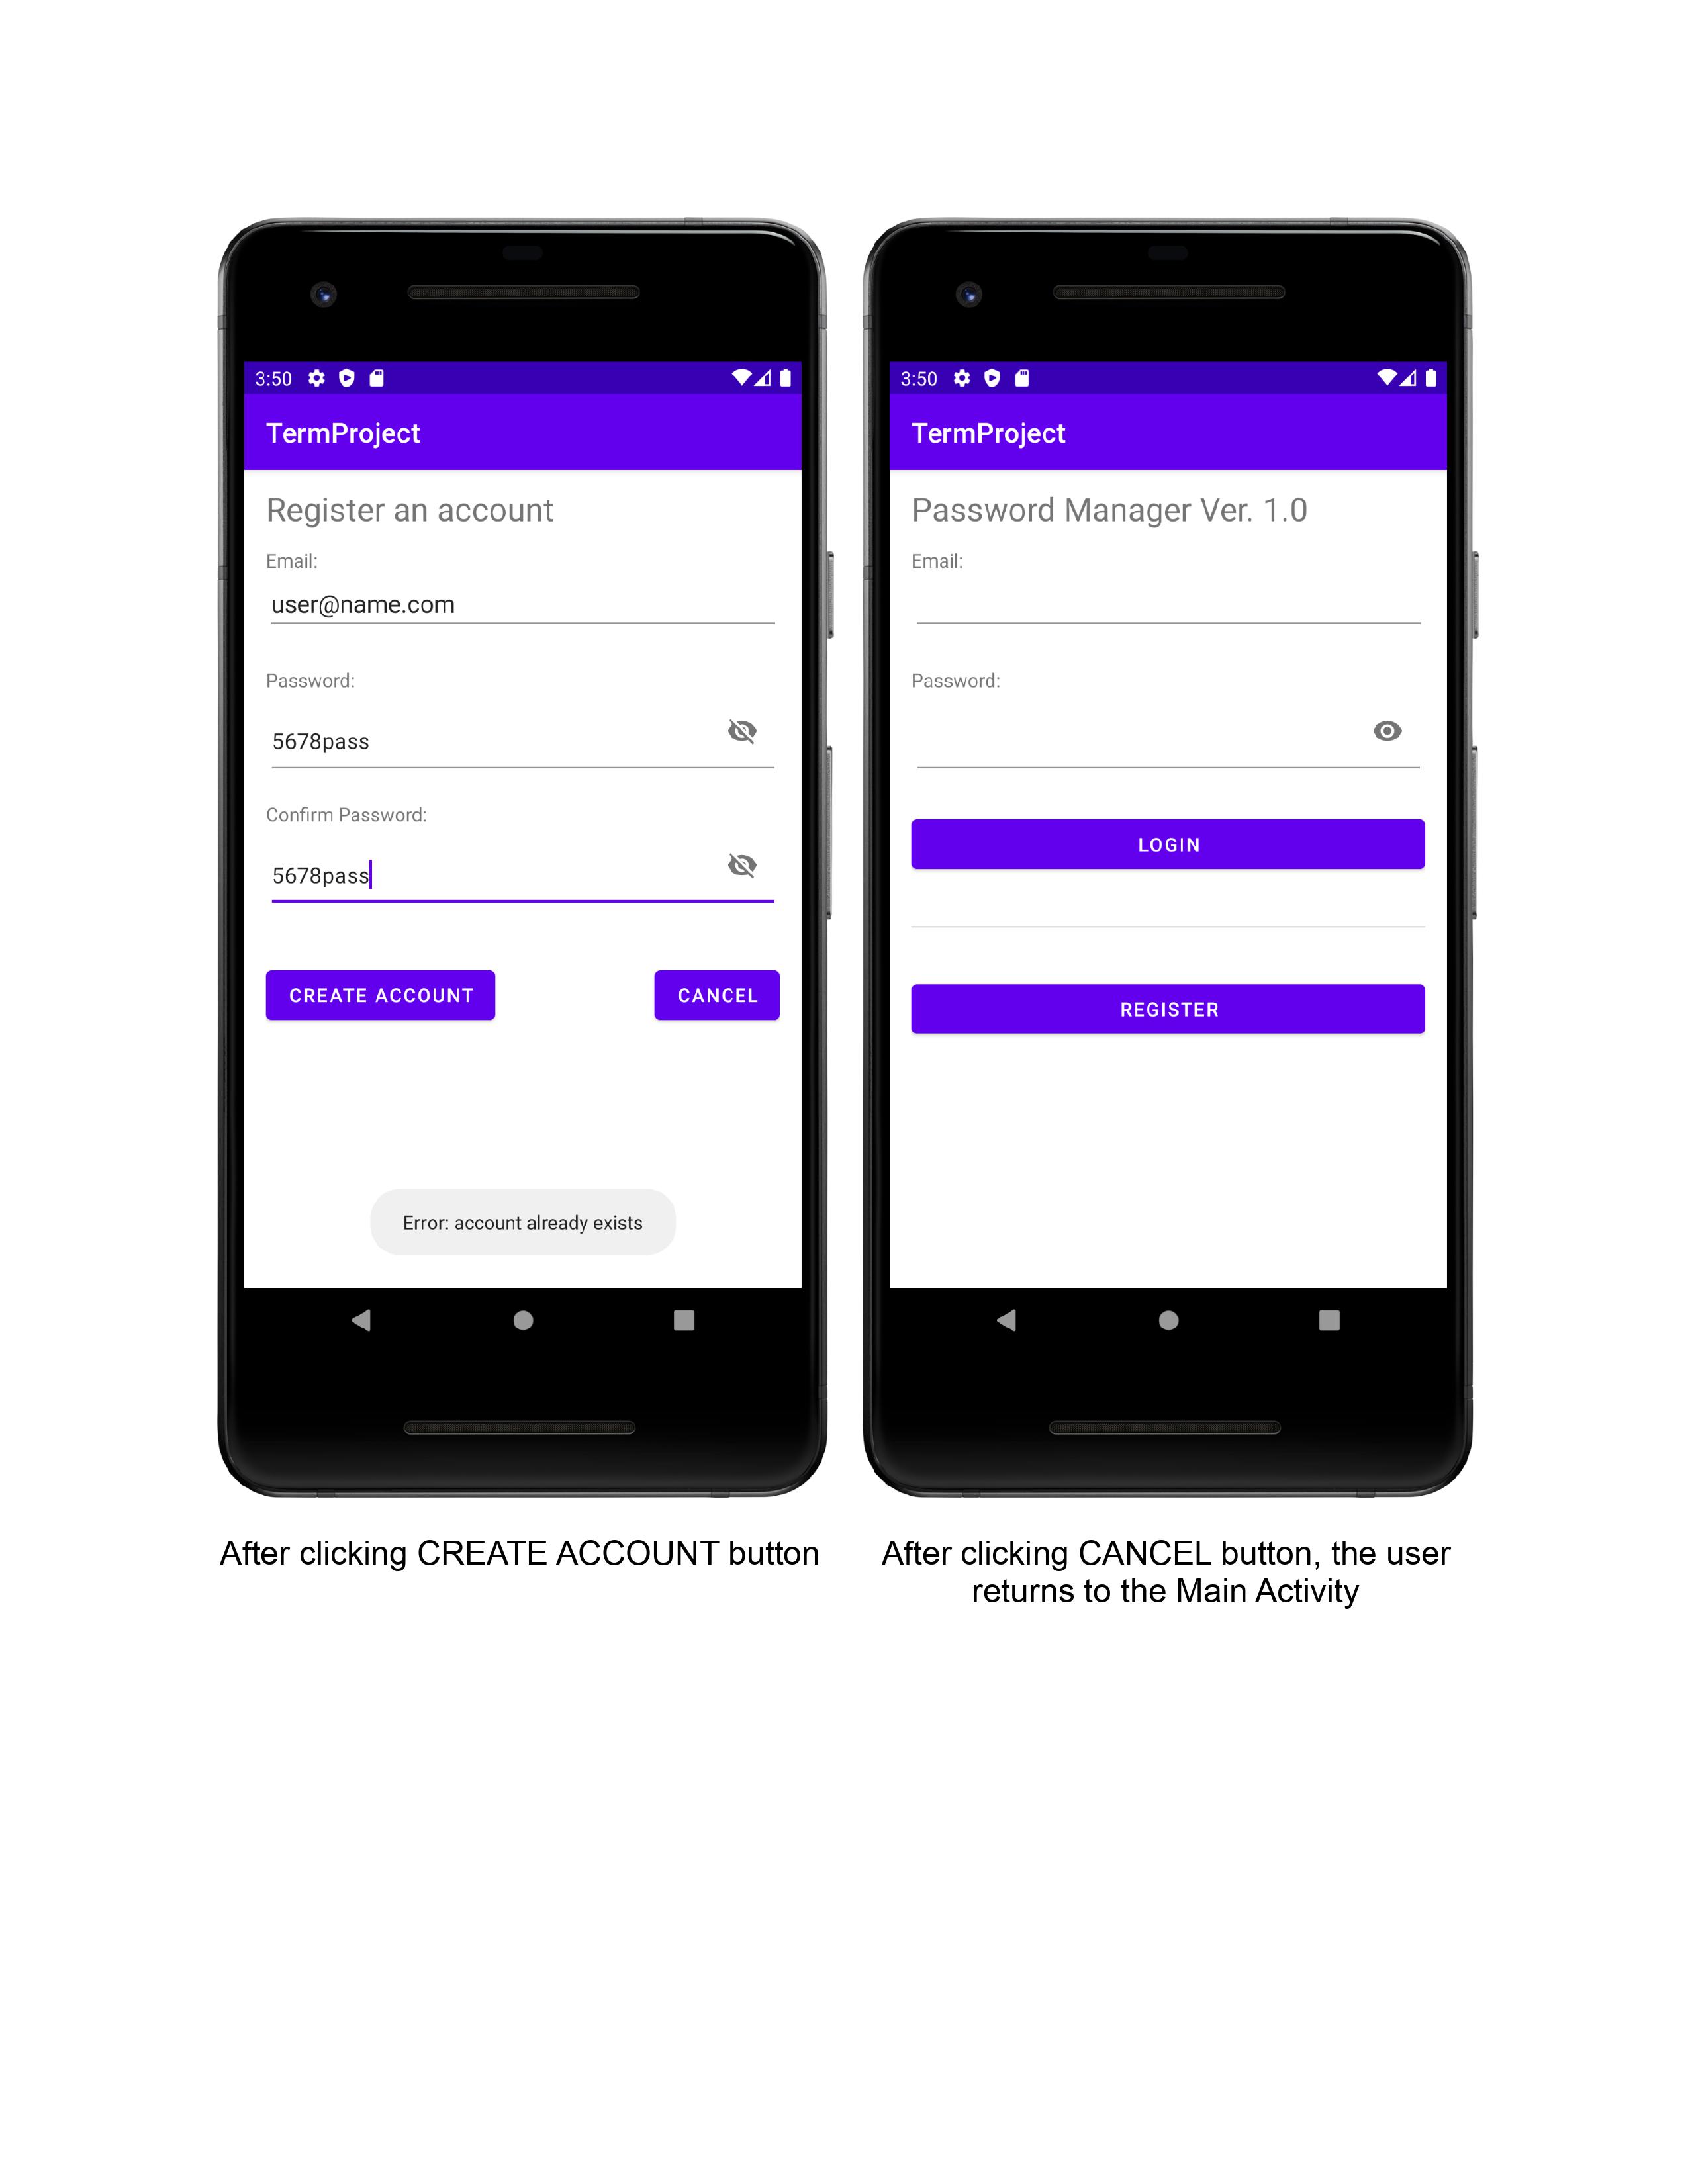 3:50
TermProject
Register an account
Email:
user@name.com
Password:
5678pass
Confirm Password:
5678pass
CREATE ACCOUNT CANCEL
Error: account already exists
After clicking CREATE ACCOUNT button
3:50
TermProject
Password Manager Ver. 1.0
Email:
Password:
LOGIN
REGISTER
After clicking CANCEL button, the user
returns to the Main Activity